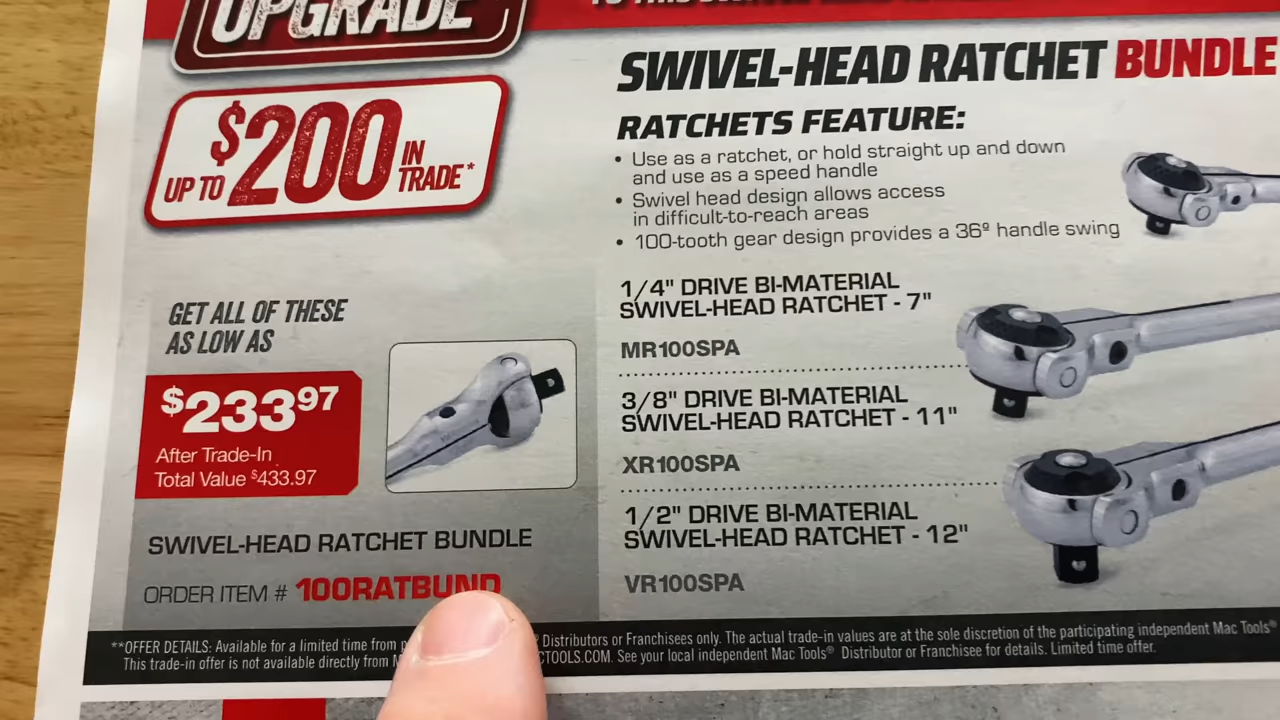 UPGRADE
UP TO $200 IN TRADE*
GET ALL OF THESE
AS LOW AS
$23397
After Trade-In
Total Value $433.97
SWIVEL-HEAD RATCHET BUNDLE
ORDER ITEM # 100RATBUND
SWIVEL-HEAD RATCHET BUNDLE
RATCHETS FEATURE:
• Use as a ratchet, or hold straight up and down
and use as a speed handle
• Swivel head design allows access
in difficult-to-reach areas
• 100-tooth gear design provides a 36º handle swing
1/4" DRIVE BI-MATERIAL
SWIVEL-HEAD RATCHET - 7"
MR100SPA
3/8" DRIVE BI-MATERIAL
SWIVEL-HEAD RATCHET - 11"
XR100SPA
1/2" DRIVE BI-MATERIAL
SWIVEL-HEAD RATCHET - 12"
VR100SPA
**OFFER DETAILS: Available for a limited time from Distributors or Franchisees only. The actual trade-in values are at the sole discretion of the participating independent Mac Tools®
This trade-in offer is not available directly from CTOOLS.COM. See your local independent Mac Tools® Distributor or Franchisee for details. Limited time offer.